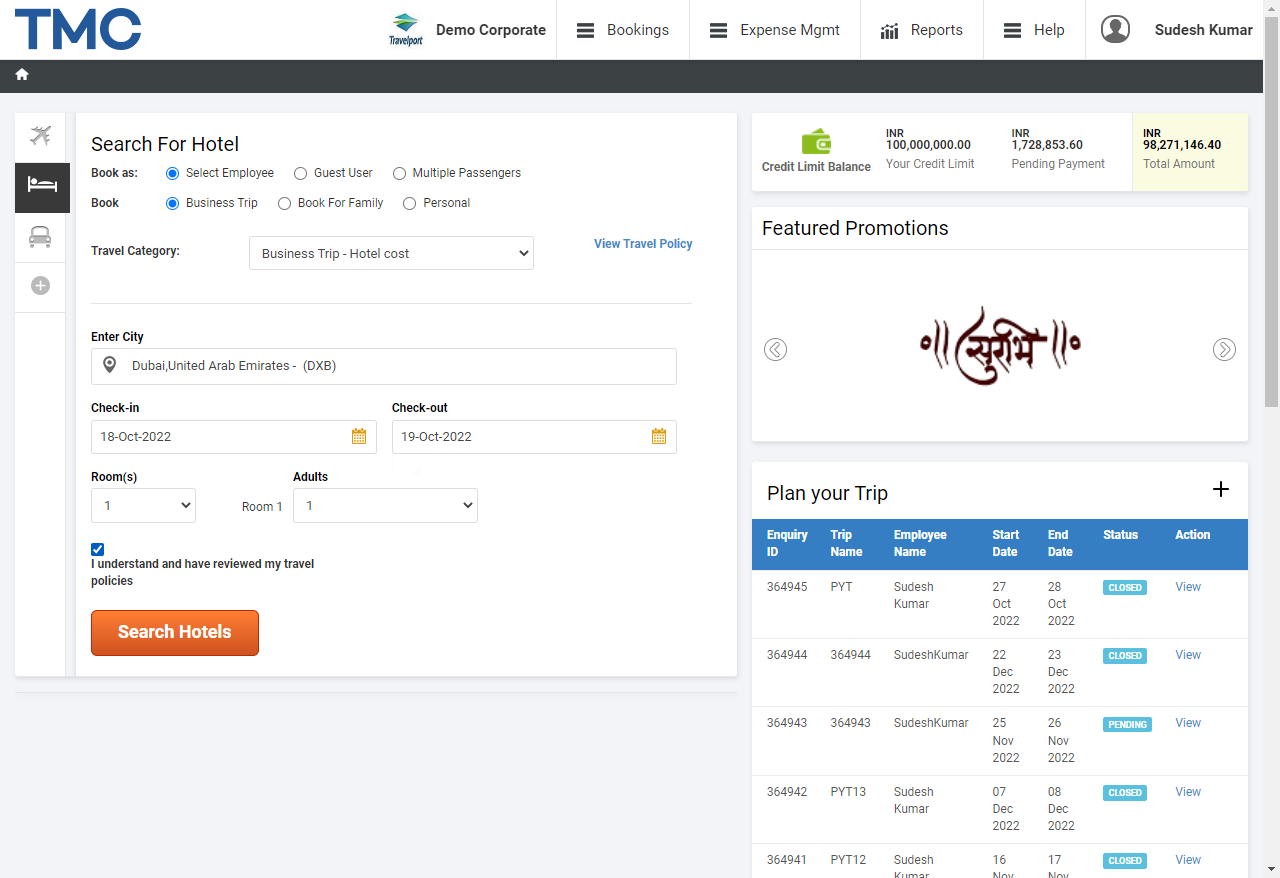 TMC
Travelport
Demo Corporate
Bookings
Expense Mgmt
Reports
Help
Sudesh Kumar
Search For Hotel
Book as: Select Employee Guest User Multiple Passengers
Book Business Trip Book For Family Personal
Travel Category: Business Trip - Hotel cost View Travel Policy
Enter City
Dubai,United Arab Emirates - (DXB)
Check-in Check-out
18-Oct-2022 19-Oct-2022
Room(s) Adults
1 Room 1 1
I understand and have reviewed my travel
policies
Search Hotels
Credit Limit Balance
INR
100,000,000.00
Your Credit Limit
INR
1,728,853.60
Pending Payment
INR
98,271,146.40
Total Amount
Featured Promotions
॥सुरभि॥
Plan your Trip
Enquiry ID Trip Name Employee Name Start Date End Date Status Action
364945 PYT Sudesh Kumar 27 Oct 2022 28 Oct 2022 CLOSED View
364944 364944 SudeshKumar 22 Dec 2022 23 Dec 2022 CLOSED View
364943 364943 SudeshKumar 25 Nov 2022 26 Nov 2022 PENDING View
364942 PYT13 Sudesh Kumar 07 Dec 2022 08 Dec 2022 CLOSED View
364941 PYT12 Sudesh Kumar 16 Nov 17 Nov CLOSED View